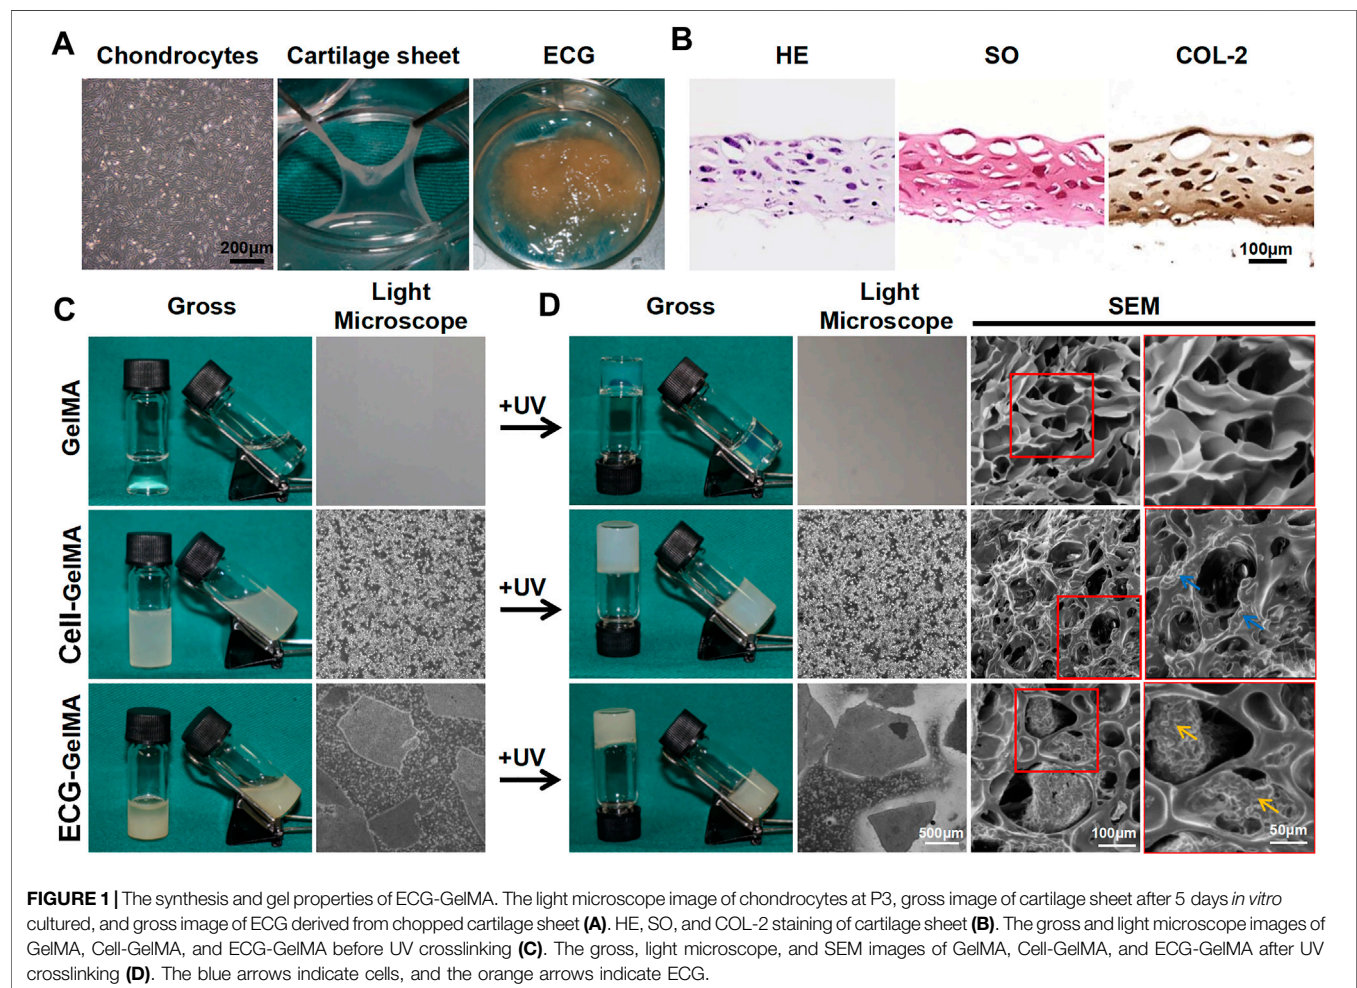 A
Chondrocytes
Cartilage sheet
ECG
200μm
B
HE
SO
COL-2
100μm
C
Gross
Light
Microscope
D
Gross
Light
Microscope
SEM
GelMA
+UV
Cell-GelMA
+UV
ECG-GelMA
+UV
500μm
100μm
50μm
FIGURE 1 | The synthesis and gel properties of ECG-GelMA. The light microscope image of chondrocytes at P3, gross image of cartilage sheet after 5 days in vitro
cultured, and gross image of ECG derived from chopped cartilage sheet (A). HE, SO, and COL-2 staining of cartilage sheet (B). The gross and light microscope images of
GelMA, Cell-GelMA, and ECG-GelMA before UV crosslinking (C). The gross, light microscope, and SEM images of GelMA, Cell-GelMA, and ECG-GelMA after UV
crosslinking (D). The blue arrows indicate cells, and the orange arrows indicate ECG.